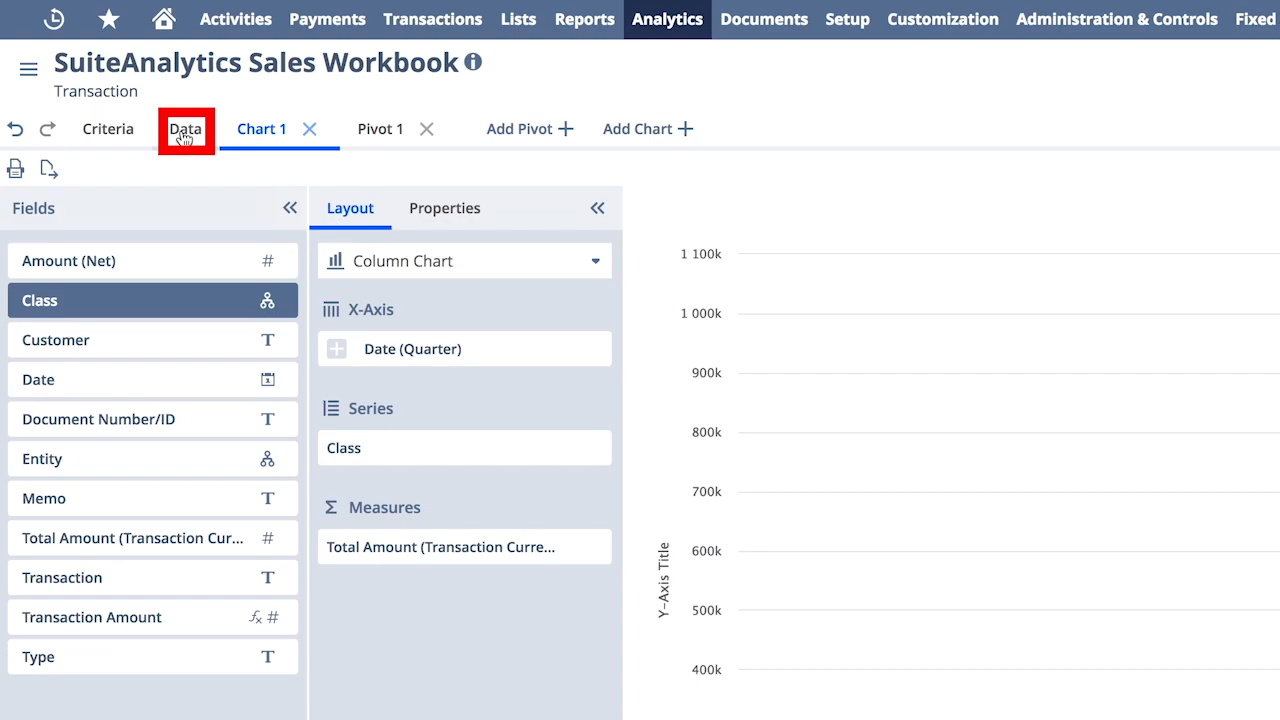 Activities Payments Transactions Lists Reports Analytics Documents Setup Customization Administration & Controls Fixed
SuiteAnalytics Sales Workbook
Transaction
Criteria Data Chart 1 Pivot 1 Add Pivot Add Chart
Fields
Layout Properties
Amount (Net) #
Class
Customer T
Date
Document Number/ID T
Entity
Memo T
Total Amount (Transaction Cur... #
Transaction T
Transaction Amount fx #
Type T
Column Chart
X-Axis
Date (Quarter)
Series
Class
Σ Measures
Total Amount (Transaction Curre...
Y-Axis Title
1 100k
1 000k
900k
800k
700k
600k
500k
400k